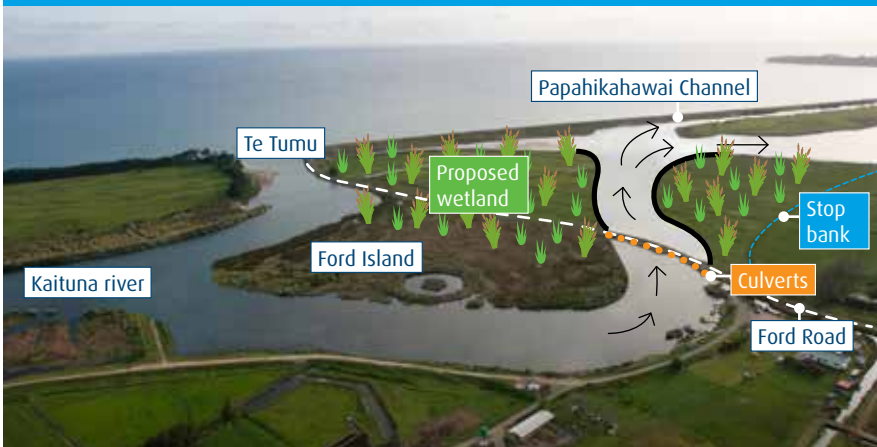 Papahikahawai Channel
Te Tumu
Proposed
wetland
Stop
bank
Ford Island
Kaituna river
Culverts
Ford Road